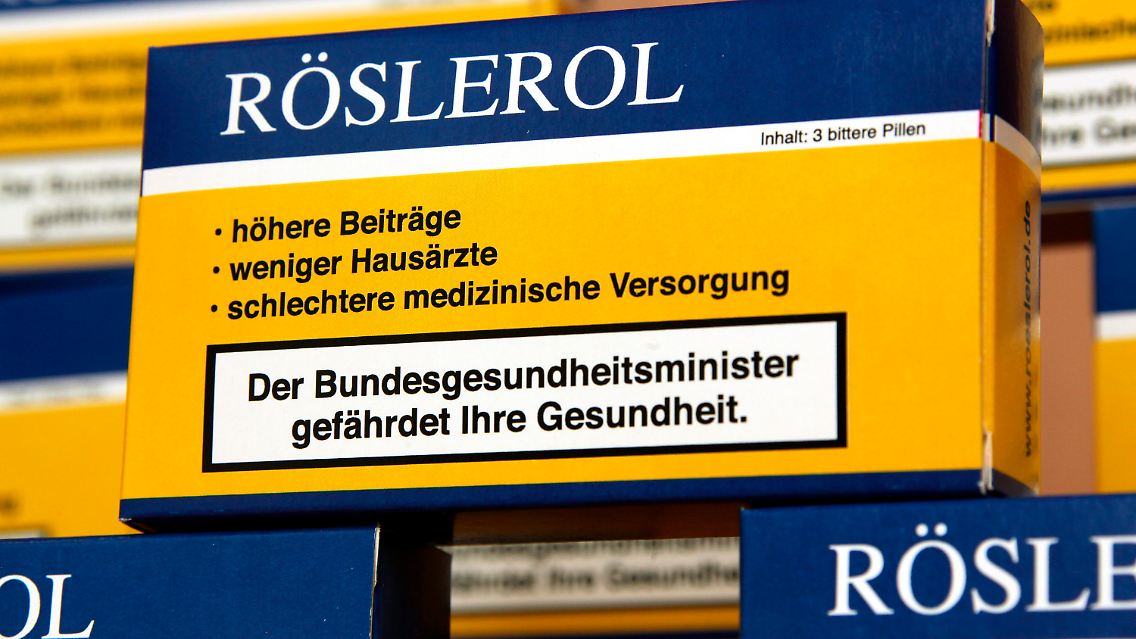 RÖSLEROL
Inhalt: 3 bittere Pillen
• höhere Beiträge
• weniger Hausärzte
• schlechtere medizinische Versorgung
Der Bundesgesundheitsminister
gefährdet Ihre Gesundheit.
www.roeslerol.de
OL
RÖSLE